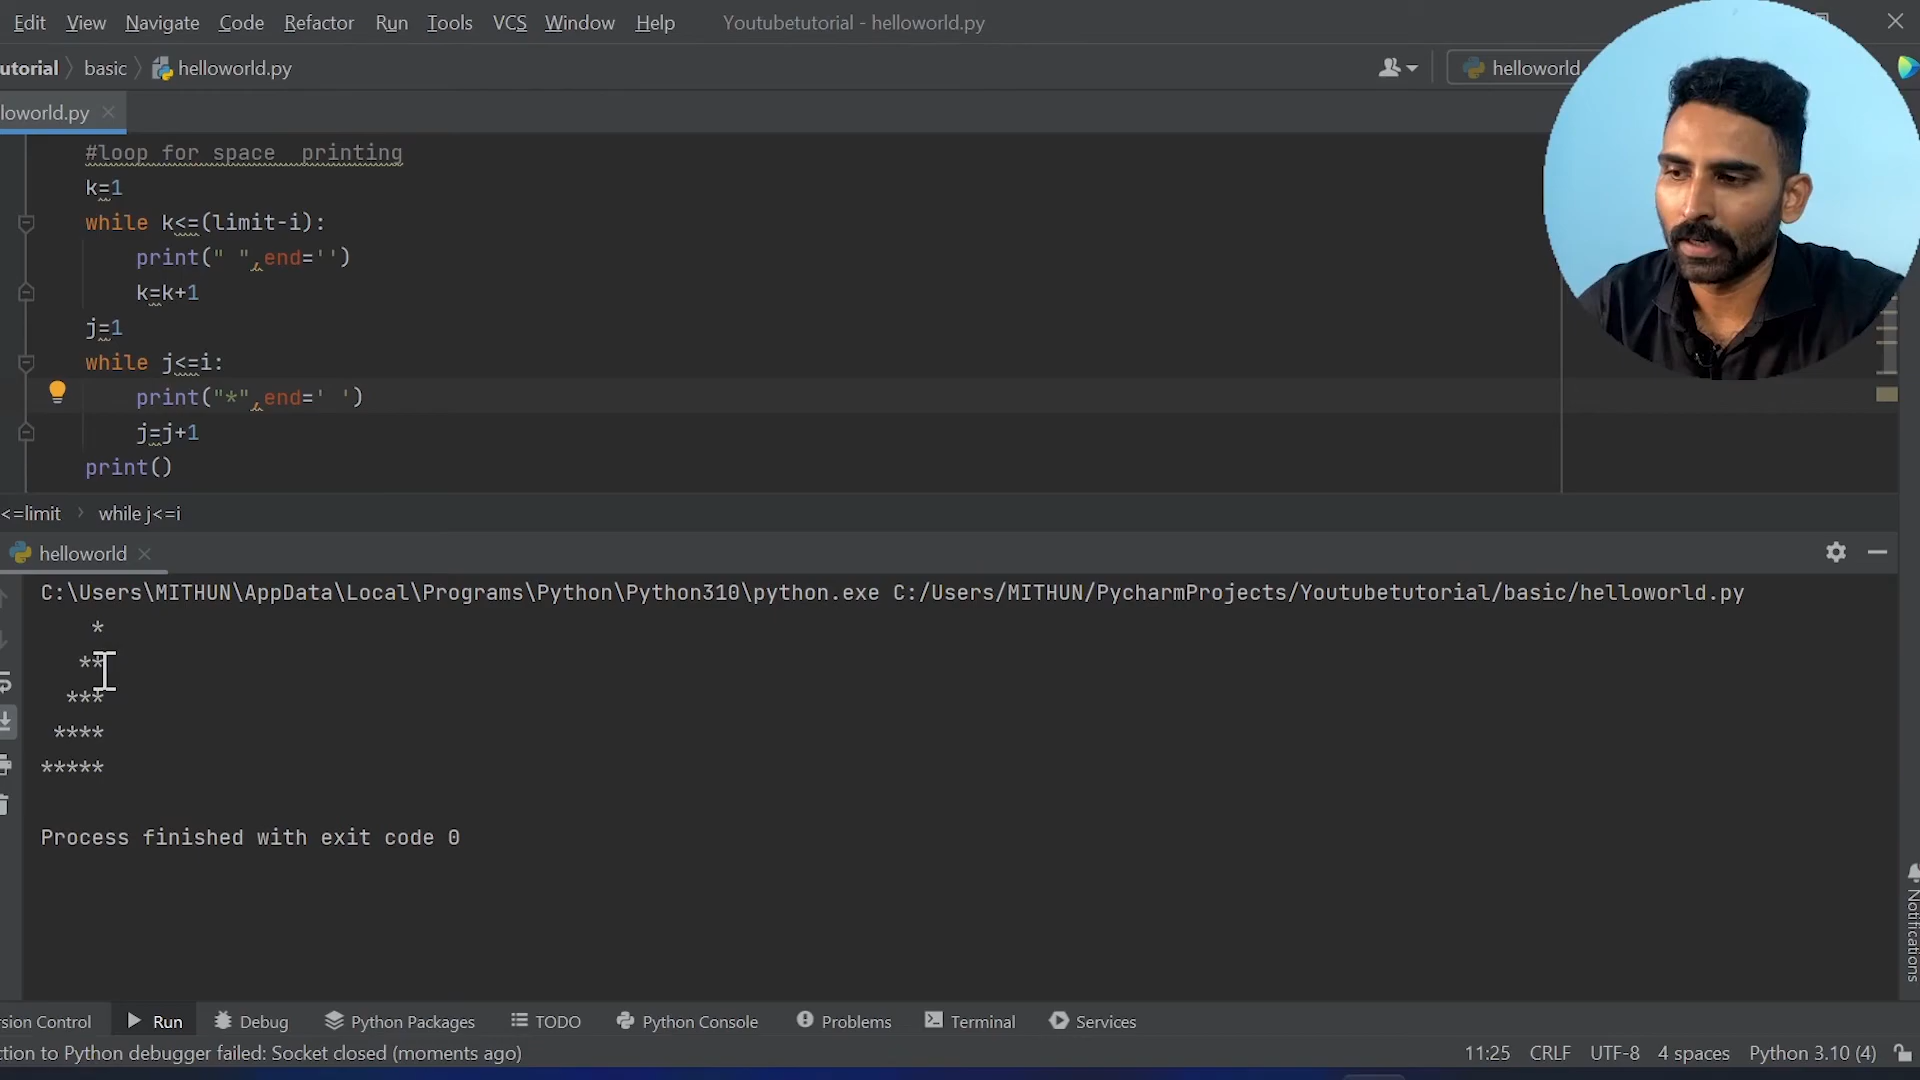 Edit View Navigate Code Refactor Run Tools VCS Window Help Youtubetutorial - helloworld.py
utorial basic helloworld.py helloworld
loworld.py
#loop for space  printing
k=1
while k<=(limit-i):
print(" ",end='')
k=k+1
j=1
while j<=i:
print("*",end=' ')
j=j+1
print()
<=limit while j<=i
helloworld
C:\Users\MITHUN\AppData\Local\Programs\Python\Python310\python.exe C:/Users/MITHUN/PycharmProjects/Youtubetutorial/basic/helloworld.py
*
**
***
****
*****
Process finished with exit code 0
Notifications
rsion Control Run Debug Python Packages TODO Python Console Problems Terminal Services
ction to Python debugger failed: Socket closed (moments ago) 11:25 CRLF UTF-8 4 spaces Python 3.10 (4)